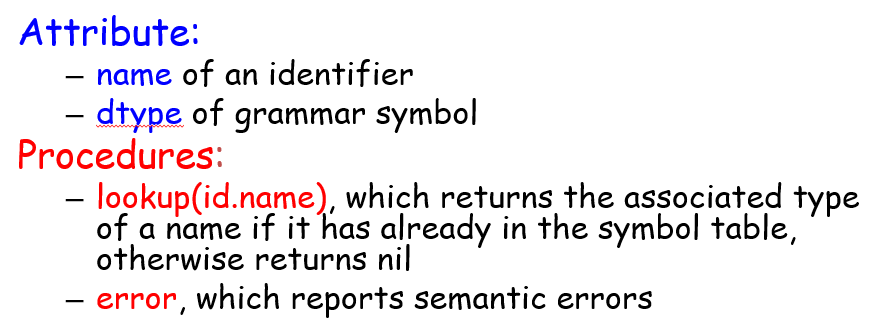 Attribute:
– name of an identifier
– dtype of grammar symbol
Procedures:
– lookup(id.name), which returns the associated type
of a name if it has already in the symbol table,
otherwise returns nil
– error, which reports semantic errors